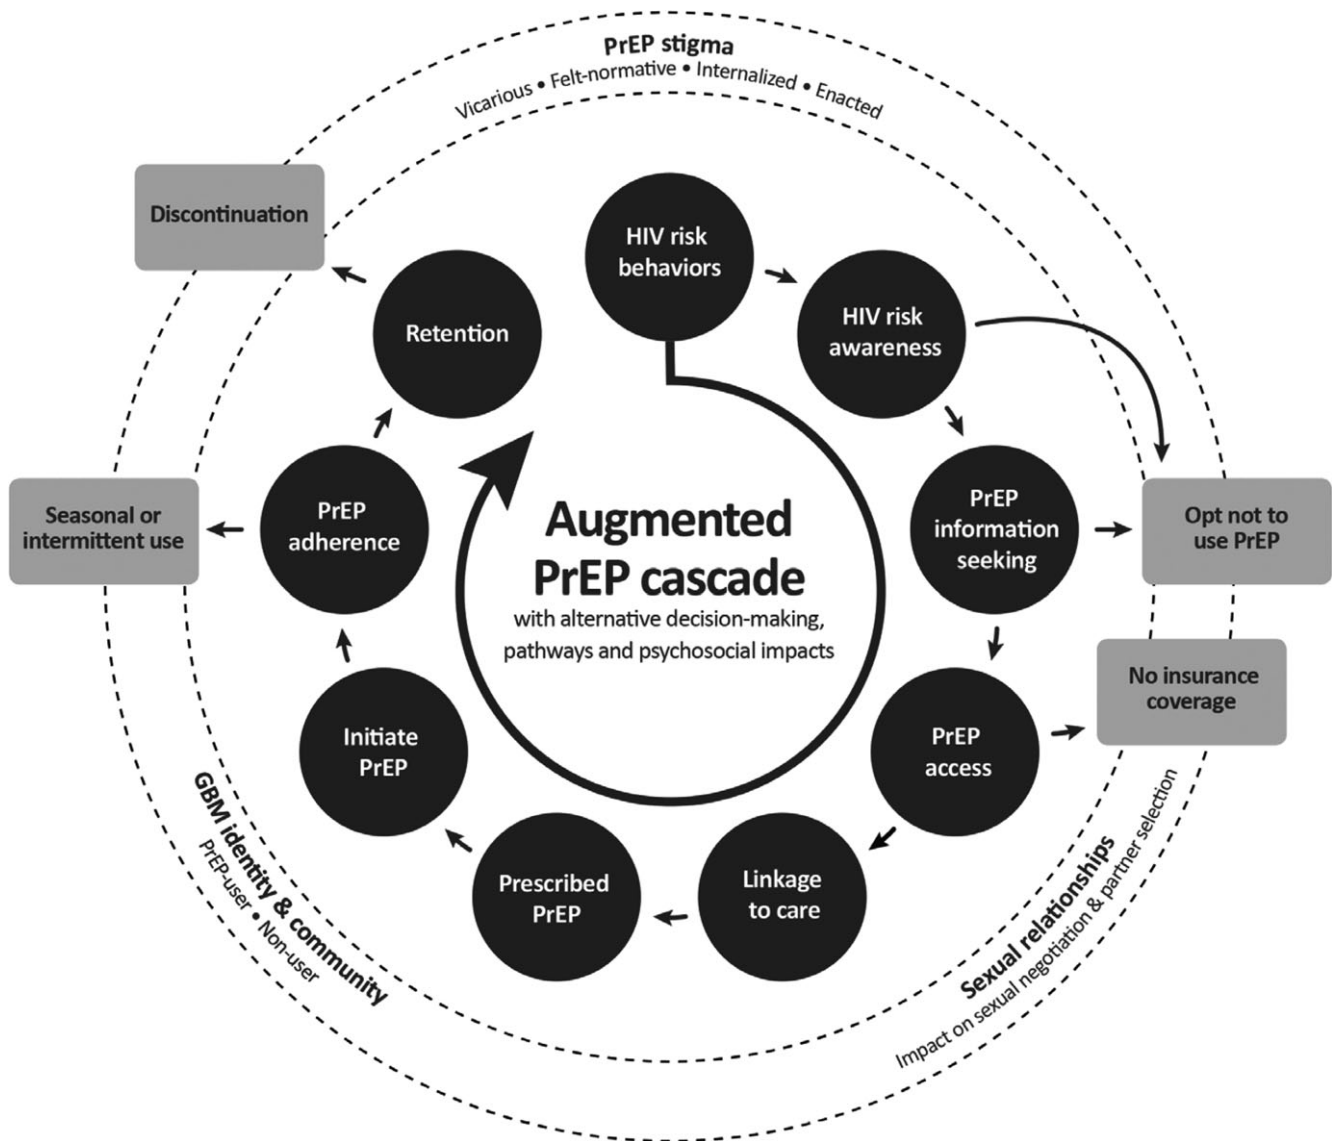 PrEP stigma
Vicarious • Felt-normative • Internalized • Enacted
HIV risk
behaviors
HIV risk
awareness
PrEP
information
seeking
Opt not to
use PrEP
PrEP
access
No insurance
coverage
Linkage
to care
Prescribed
PrEP
Initiate
PrEP
PrEP
adherence
Seasonal or
intermittent use
Retention
Discontinuation
Augmented
PrEP cascade
with alternative decision-making,
pathways and psychosocial impacts
Sexual relationships
Impact on sexual negotiation & partner selection
GBM identity & community
PrEP-user • Non-user